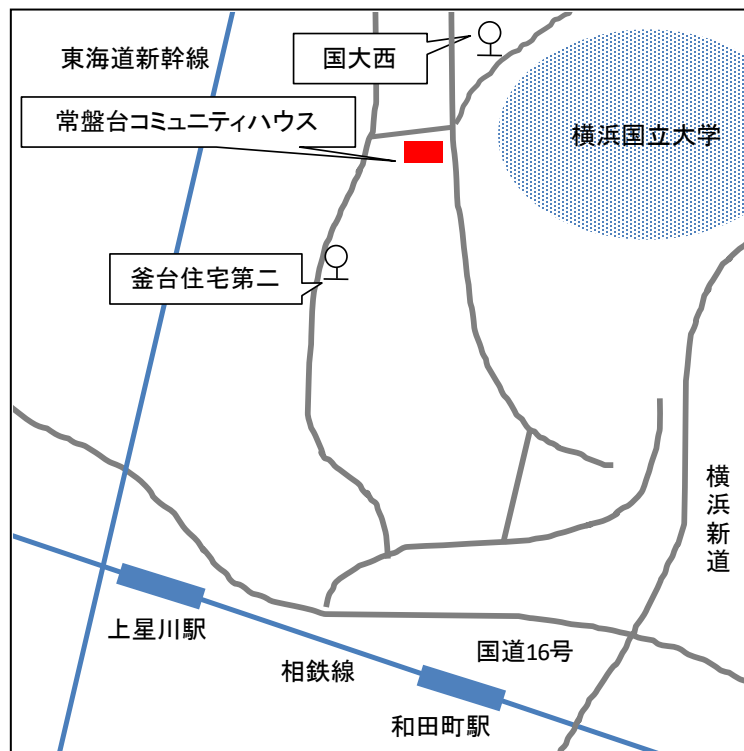 東海道新幹線
国大西
常盤台コミュニティハウス
横浜国立大学
釜台住宅第二
横浜新道
上星川駅
国道16号
相鉄線
和田町駅